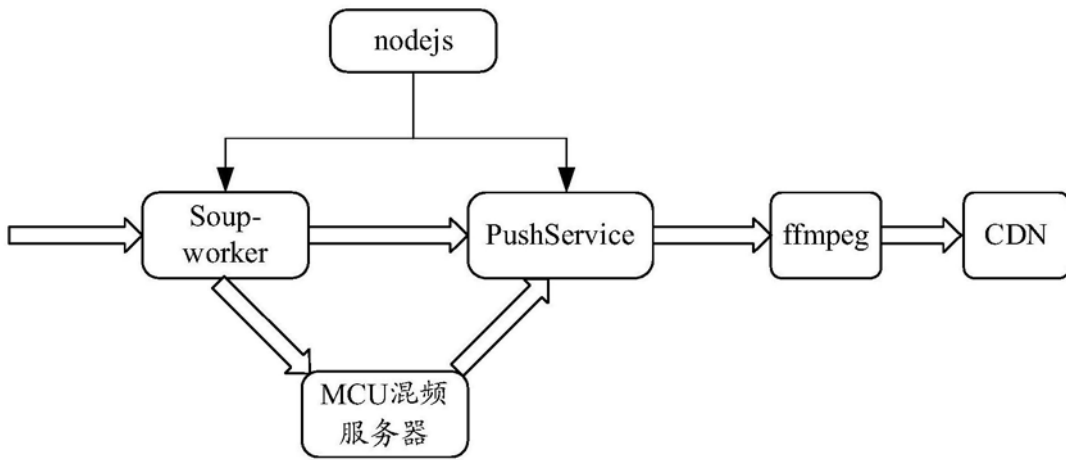 nodejs
Soup-
worker
PushService
ffmpeg
CDN
MCU混频
服务器